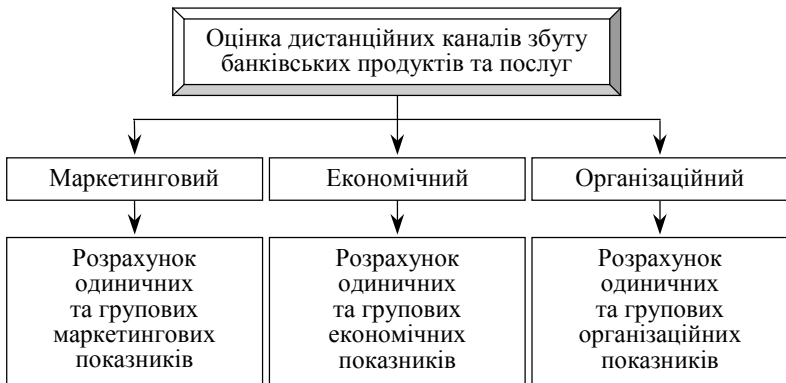 Оцінка дистанційних каналів збуту
банківських продуктів та послуг
Маркетинговий
Економічний
Організаційний
Розрахунок
одиничних
та групових
маркетингових
показників
Розрахунок
одиничних
та групових
економічних
показників
Розрахунок
одиничних
та групових
організаційних
показників